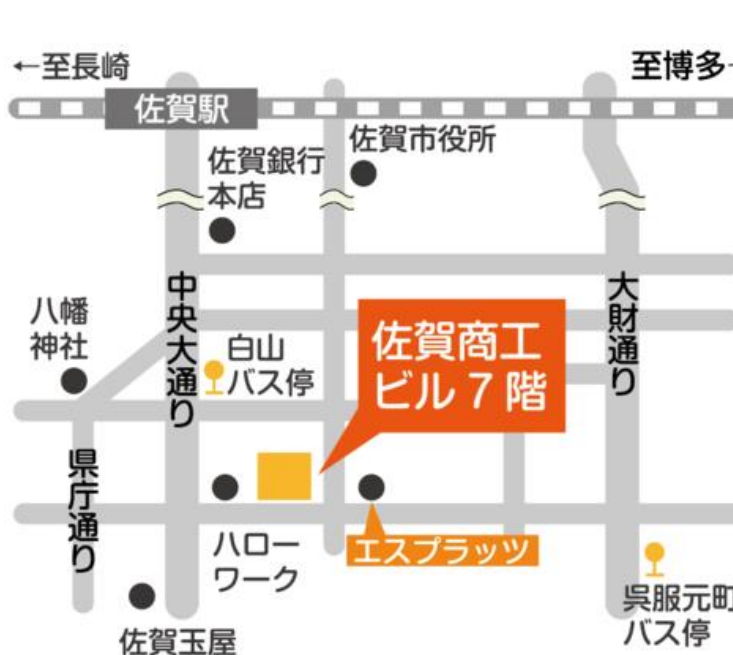 ←至長崎
至博多
佐賀駅
佐賀市役所
佐賀銀行
本店
中央大通り
大財通り
八幡
神社
白山
バス停
佐賀商工
ビル7階
県庁通り
ハロー
ワーク
エスプラッツ
呉服元町
バス停
佐賀玉屋